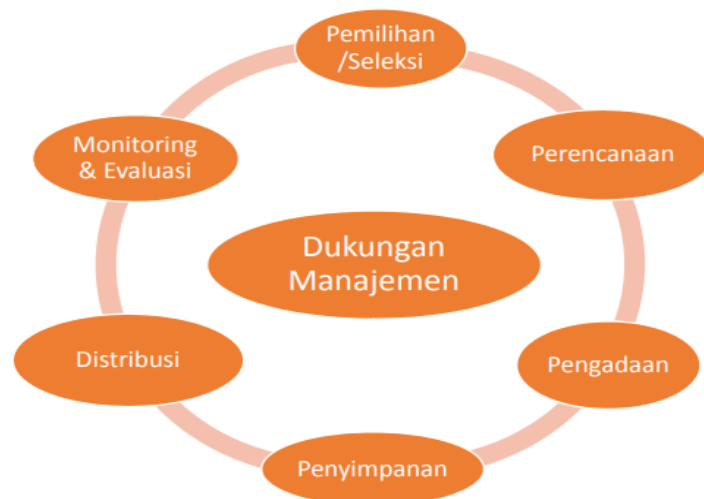 Pemilihan
/Seleksi
Perencanaan
Pengadaan
Penyimpanan
Distribusi
Monitoring
& Evaluasi
Dukungan
Manajemen